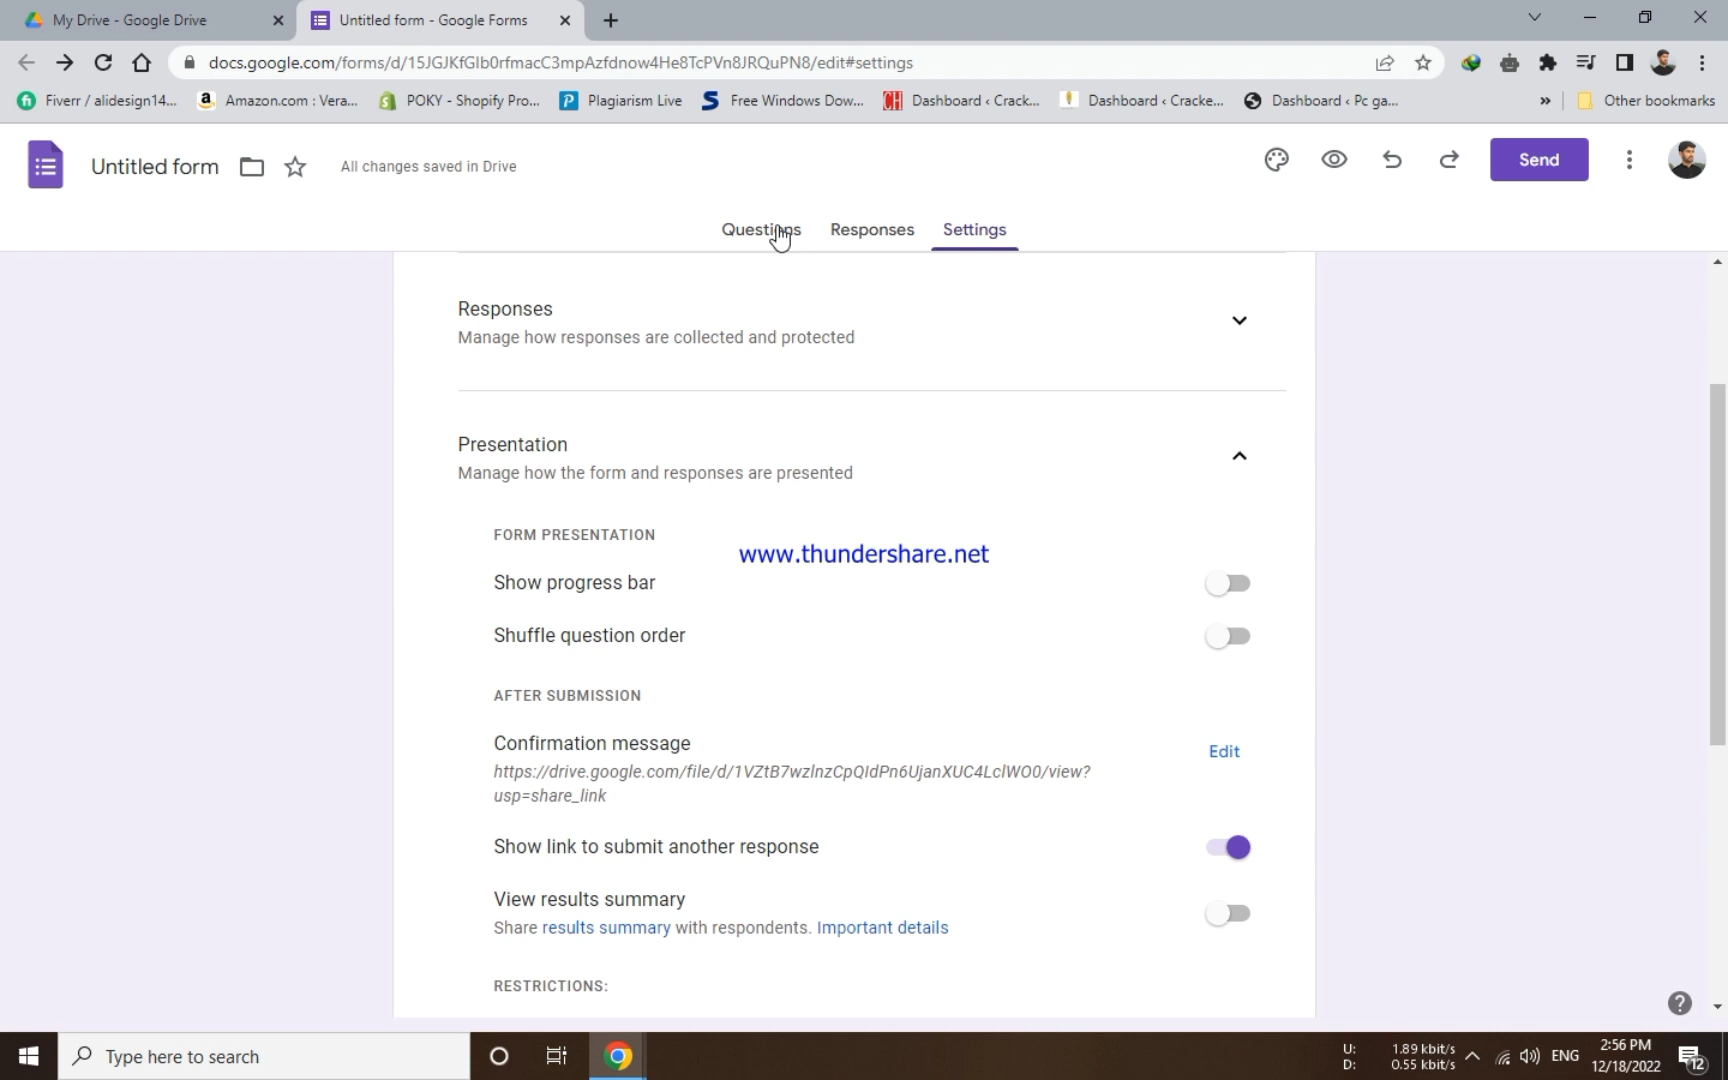 My Drive - Google Drive
Untitled form - Google Forms
docs.google.com/forms/d/15JGJKfGIb0rfmacC3mpAzfdnow4He8TcPVn8JRQuPN8/edit#settings
Fiverr / alidesign14...
Amazon.com : Vera...
POKY - Shopify Pro...
Plagiarism Live
Free Windows Dow...
Dashboard ‹ Crack...
Dashboard ‹ Cracke...
Dashboard ‹ Pc ga...
»
Other bookmarks
Untitled form
All changes saved in Drive
Send
Questions
Responses
Settings
Responses
Manage how responses are collected and protected
Presentation
Manage how the form and responses are presented
FORM PRESENTATION
www.thundershare.net
Show progress bar
Shuffle question order
AFTER SUBMISSION
Confirmation message
Edit
https://drive.google.com/file/d/1VZtB7wzlnzCpQIdPn6UjanXUC4LclWO0/view?
usp=share_link
Show link to submit another response
View results summary
Share results summary with respondents. Important details
RESTRICTIONS:
Type here to search
U: 1.89 kbit/s
D: 0.55 kbit/s
ENG
2:56 PM
12/18/2022
12